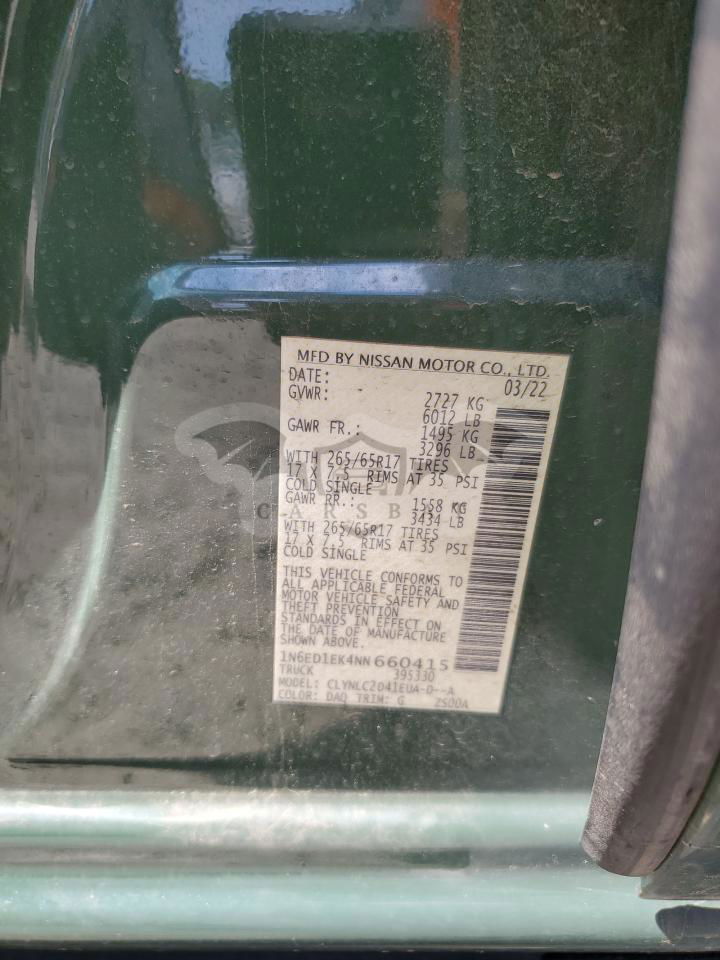 MFD BY NISSAN MOTOR CO., LTD.
DATE: 03/22
GVWR: 2727 KG
6012 LB
GAWR FR.: 1495 KG
3296 LB
WITH 265/65R17 TIRES
17 X 7.5 RIMS AT 35 PSI
COLD SINGLE
GAWR RR.: 1558 KG
3434 LB
WITH 265/65R17 TIRES
17 X 7.5 RIMS AT 35 PSI
COLD SINGLE
THIS VEHICLE CONFORMS TO
ALL APPLICABLE FEDERAL
MOTOR VEHICLE SAFETY AND
THEFT PREVENTION
STANDARDS IN EFFECT ON
THE DATE OF MANUFACTURE
SHOWN ABOVE.
1N6ED1EK4NN660415
TRUCK 395330
MODEL: CLYNLC2D41EUA-D--A
COLOR: DAQ TRIM: G 2S00A